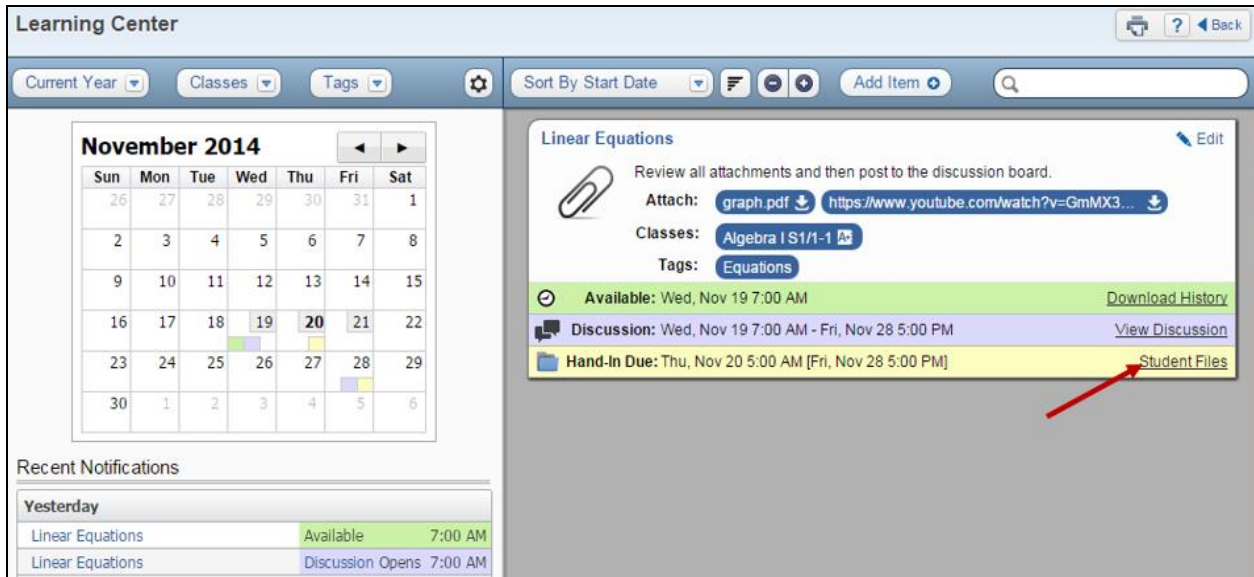 Learning Center
? Back
Current Year Classes Tags
Sort By Start Date Add Item
November 2014
Sun Mon Tue Wed Thu Fri Sat
26 27 28 29 30 31 1
2 3 4 5 6 7 8
9 10 11 12 13 14 15
16 17 18 19 20 21 22
23 24 25 26 27 28 29
30 1 2 3 4 5 6
Recent Notifications
Yesterday
Linear Equations Available 7:00 AM
Linear Equations Discussion Opens 7:00 AM
Linear Equations Edit
Review all attachments and then post to the discussion board.
Attach: graph.pdf https://www.youtube.com/watch?v=GmMX3...
Classes: Algebra I S1/1-1 A+
Tags: Equations
Available: Wed, Nov 19 7:00 AM Download History
Discussion: Wed, Nov 19 7:00 AM - Fri, Nov 28 5:00 PM View Discussion
Hand-In Due: Thu, Nov 20 5:00 AM [Fri, Nov 28 5:00 PM] Student Files